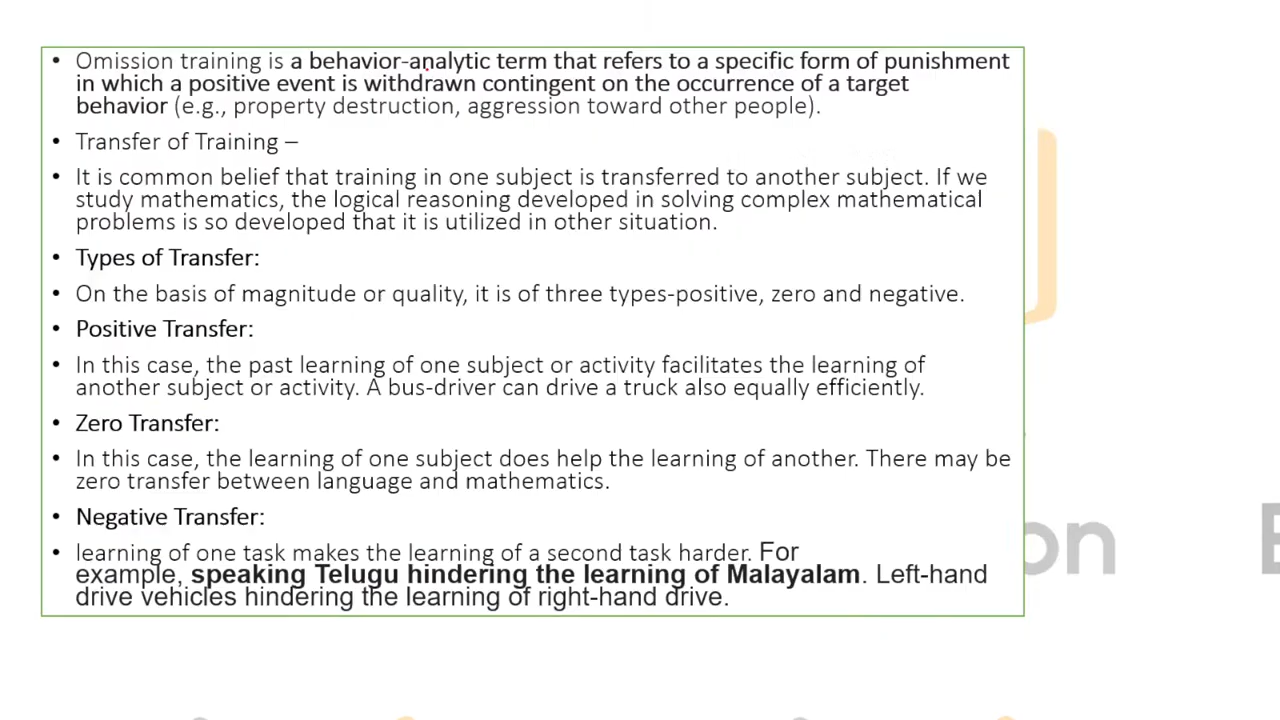 • Omission training is a behavior-analytic term that refers to a specific form of punishment
in which a positive event is withdrawn contingent on the occurrence of a target
behavior (e.g., property destruction, aggression toward other people).
• Transfer of Training –
• It is common belief that training in one subject is transferred to another subject. If we
study mathematics, the logical reasoning developed in solving complex mathematical
problems is so developed that it is utilized in other situation.
• Types of Transfer:
• On the basis of magnitude or quality, it is of three types-positive, zero and negative.
• Positive Transfer:
• In this case, the past learning of one subject or activity facilitates the learning of
another subject or activity. A bus-driver can drive a truck also equally efficiently.
• Zero Transfer:
• In this case, the learning of one subject does help the learning of another. There may be
zero transfer between language and mathematics.
• Negative Transfer:
• learning of one task makes the learning of a second task harder. For
example, speaking Telugu hindering the learning of Malayalam. Left-hand
drive vehicles hindering the learning of right-hand drive.
on